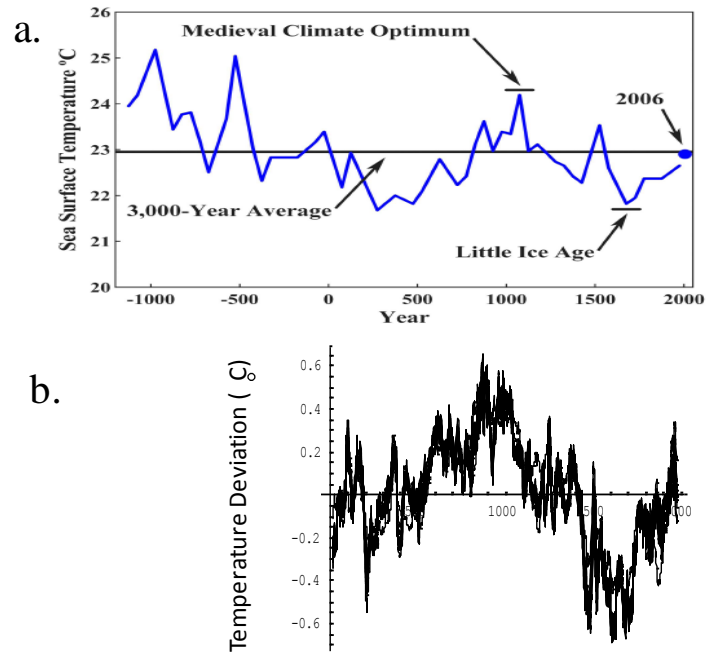 a.
26
25
24
23
22
21
20
Sea Surface Temperature ºC
Medieval Climate Optimum
2006
3,000-Year Average
Little Ice Age
-1000
-500
0
500
1000
1500
2000
Year
b.
Temperature Deviation ( °C)
0.6
0.4
0.2
-0.2
-0.4
-0.6
1000